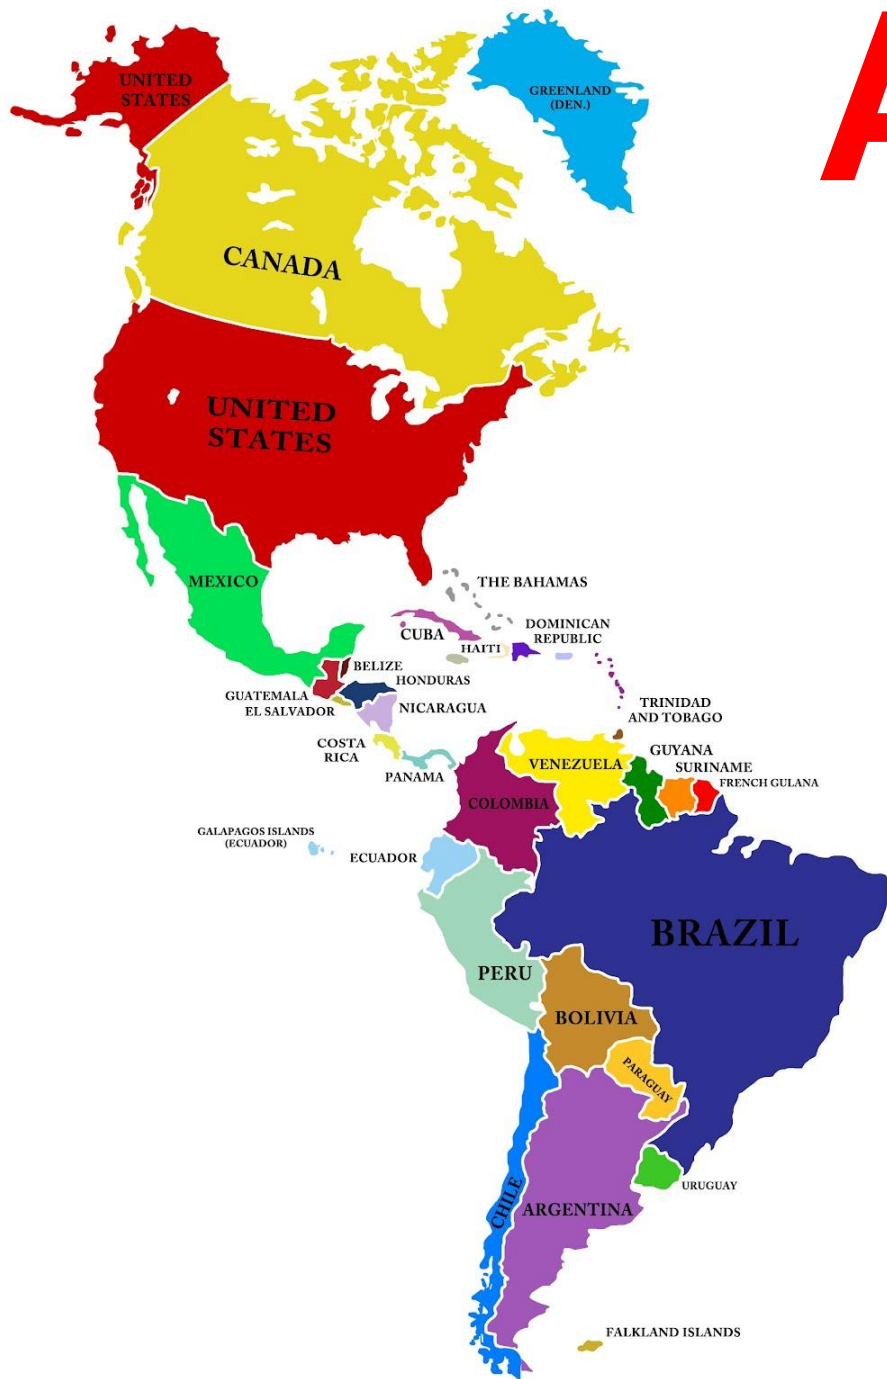 A
UNITED
STATES
GREENLAND
(DEN.)
CANADA
UNITED
STATES
MEXICO
THE BAHAMAS
CUBA
DOMINICAN
REPUBLIC
HAITI
BELIZE
HONDURAS
GUATEMALA
EL SALVADOR
NICARAGUA
TRINIDAD
AND TOBAGO
COSTA
RICA
PANAMA
VENEZUELA
GUYANA
SURINAME
FRENCH GULANA
COLOMBIA
GALAPAGOS ISLANDS
(ECUADOR)
ECUADOR
BRAZIL
PERU
BOLIVIA
PARAGUAY
CHILE
URUGUAY
ARGENTINA
FALKLAND ISLANDS